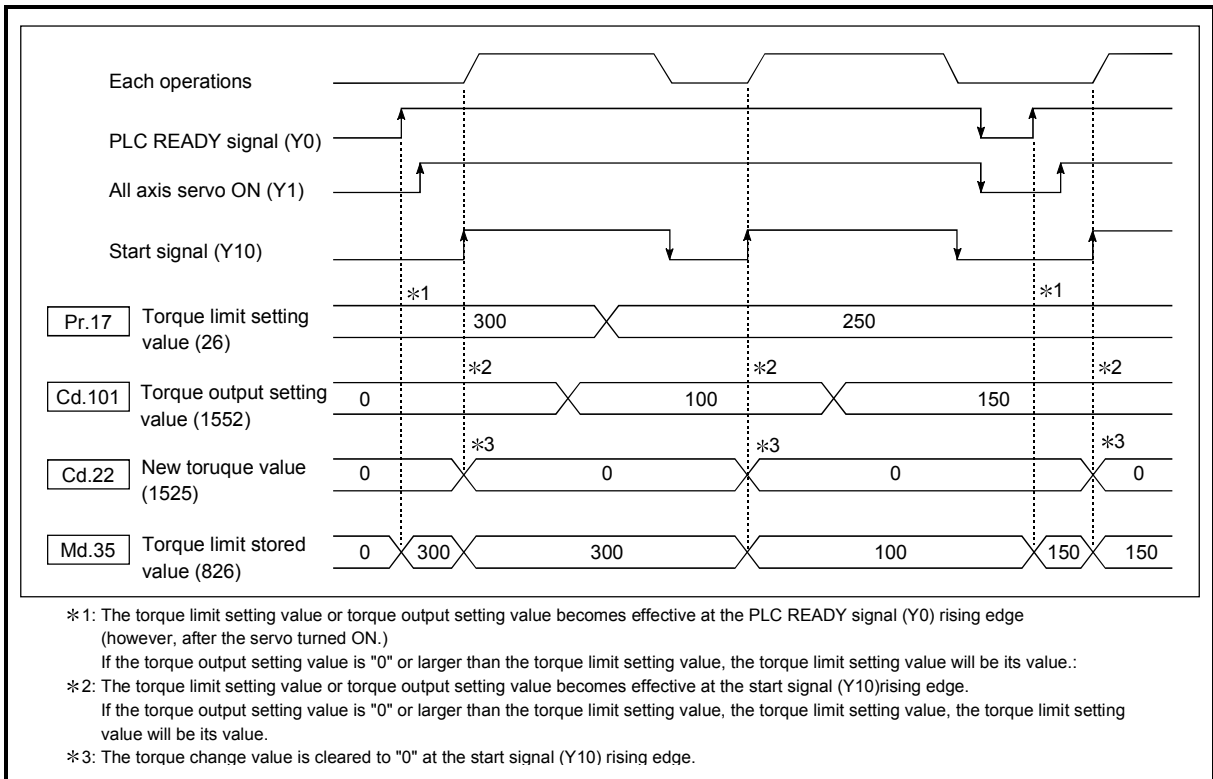 Each operations
PLC READY signal (Y0)
All axis servo ON (Y1)
Start signal (Y10)
*1 *1
Pr.17 Torque limit setting value (26) 300 250
*2 *2 *2
Cd.101 Torque output setting value (1552) 0 100 150
*3 *3 *3
Cd.22 New toruque value (1525) 0 0 0 0
Md.35 Torque limit stored value (826) 0 300 300 100 150 150
*1: The torque limit setting value or torque output setting value becomes effective at the PLC READY signal (Y0) rising edge
(however, after the servo turned ON.)
If the torque output setting value is "0" or larger than the torque limit setting value, the torque limit setting value will be its value.:
*2: The torque limit setting value or torque output setting value becomes effective at the start signal (Y10)rising edge.
If the torque output setting value is "0" or larger than the torque limit setting value, the torque limit setting value, the torque limit setting
value will be its value.
*3: The torque change value is cleared to "0" at the start signal (Y10) rising edge.